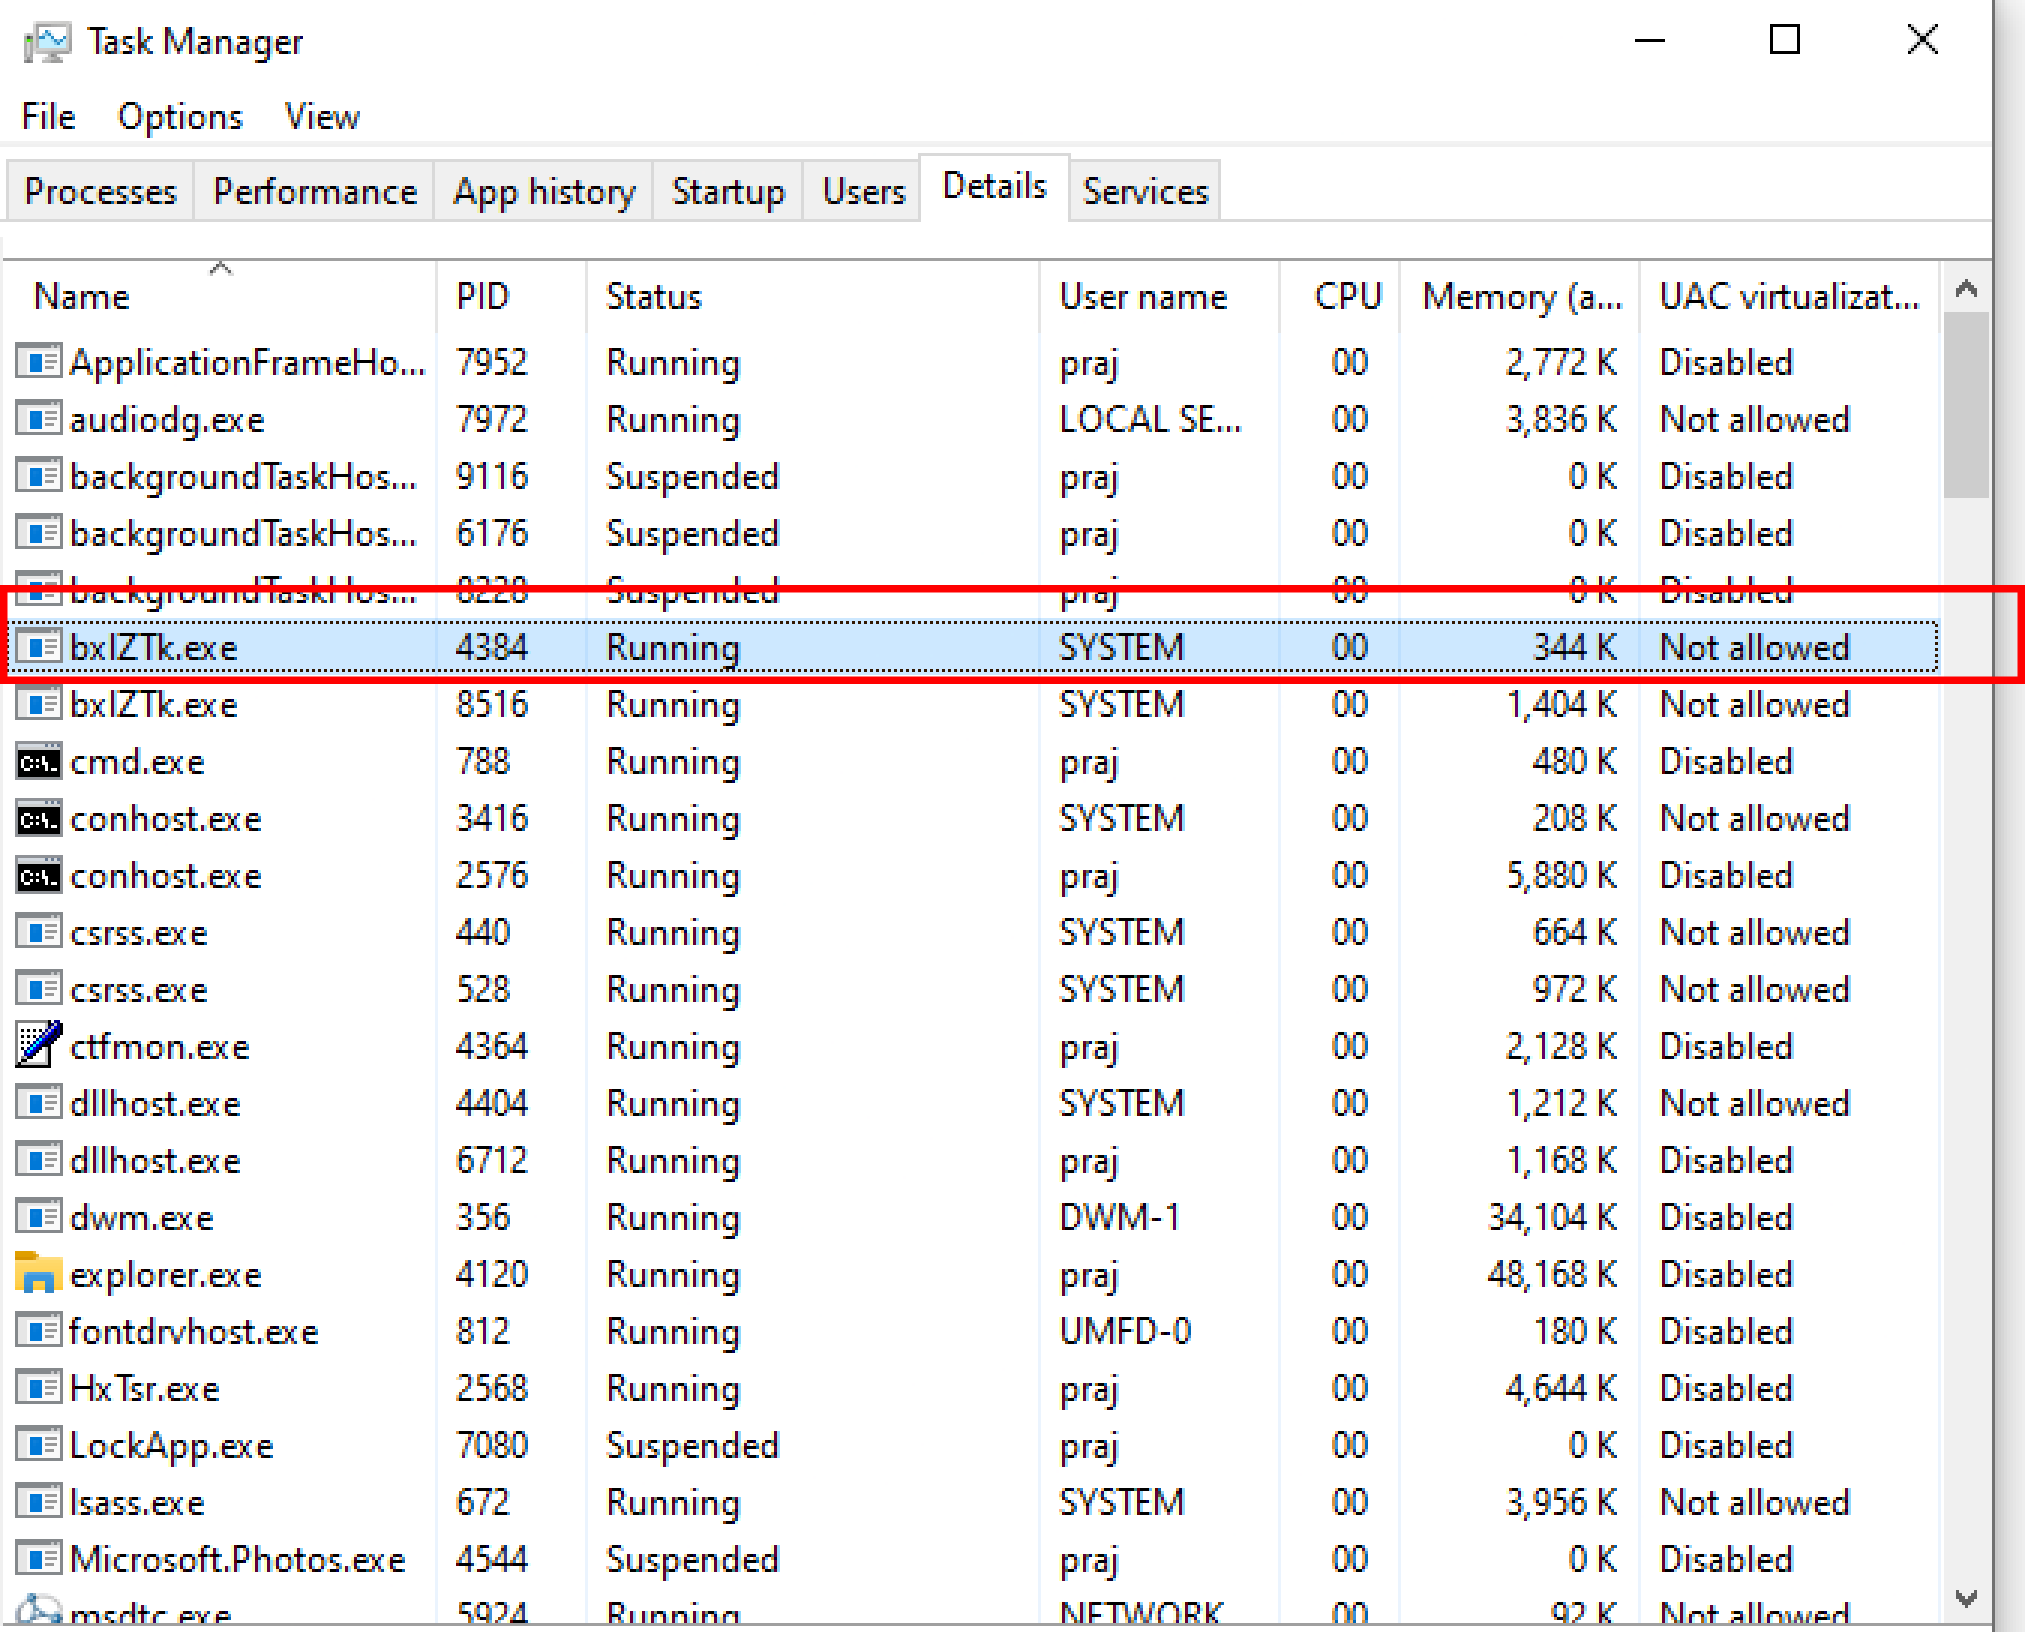 Task Manager
File Options View
Processes Performance App history Startup Users Details Services
Name PID Status User name CPU Memory (a... UAC virtualizat...
ApplicationFrameHo... 7952 Running praj 00 2,772 K Disabled
audiodg.exe 7972 Running LOCAL SE... 00 3,836 K Not allowed
backgroundTaskHos... 9116 Suspended praj 00 0 K Disabled
backgroundTaskHos... 6176 Suspended praj 00 0 K Disabled
backgroundTaskHos... 8228 Suspended praj 00 0 K Disabled
bxIZTk.exe 4384 Running SYSTEM 00 344 K Not allowed
bxIZTk.exe 8516 Running SYSTEM 00 1,404 K Not allowed
cmd.exe 788 Running praj 00 480 K Disabled
conhost.exe 3416 Running SYSTEM 00 208 K Not allowed
conhost.exe 2576 Running praj 00 5,880 K Disabled
csrss.exe 440 Running SYSTEM 00 664 K Not allowed
csrss.exe 528 Running SYSTEM 00 972 K Not allowed
ctfmon.exe 4364 Running praj 00 2,128 K Disabled
dllhost.exe 4404 Running SYSTEM 00 1,212 K Not allowed
dllhost.exe 6712 Running praj 00 1,168 K Disabled
dwm.exe 356 Running DWM-1 00 34,104 K Disabled
explorer.exe 4120 Running praj 00 48,168 K Disabled
fontdrvhost.exe 812 Running UMFD-0 00 180 K Disabled
HxTsr.exe 2568 Running praj 00 4,644 K Disabled
LockApp.exe 7080 Suspended praj 00 0 K Disabled
lsass.exe 672 Running SYSTEM 00 3,956 K Not allowed
Microsoft.Photos.exe 4544 Suspended praj 00 0 K Disabled
msdtc.exe 5924 Running NETWORK 00 92 K Not allowed